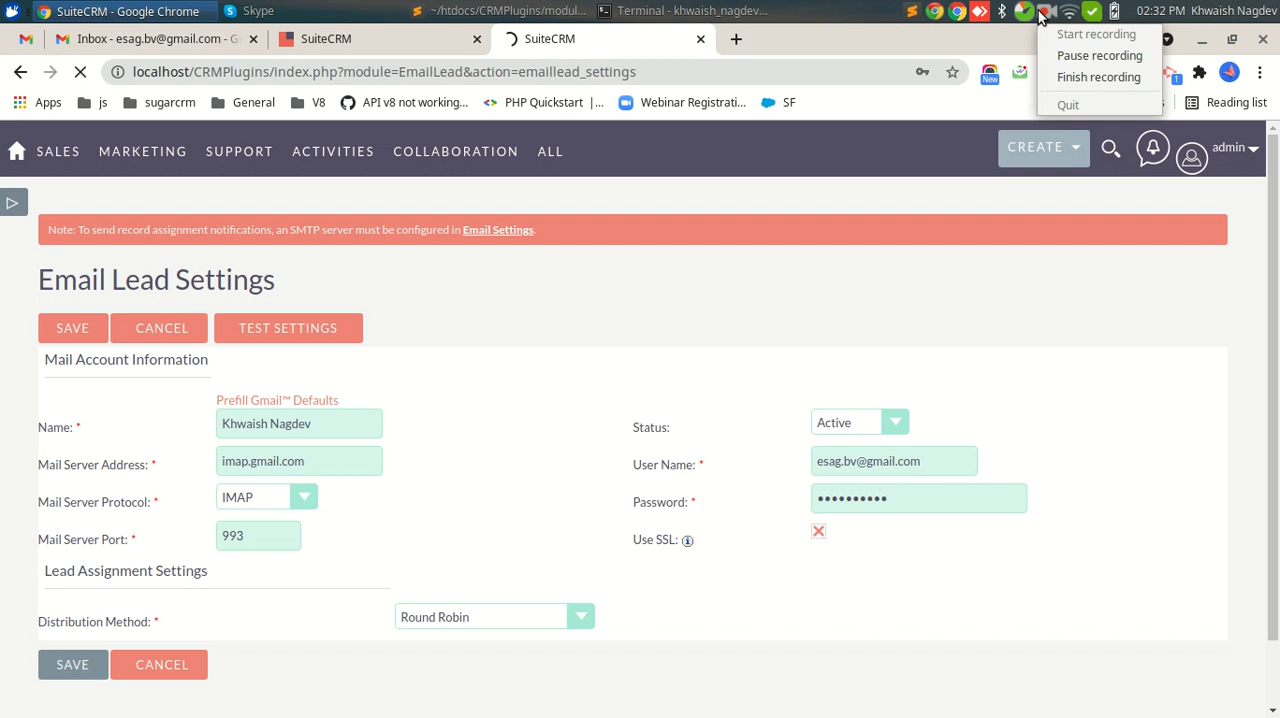 SuiteCRM - Google Chrome
Skype
~/htdocs/CRMPlugins/modul...
Terminal - khwaish_nagdev...
02:32 PM
Khwaish Nagdev
Inbox - esag.bv@gmail.com - G
SuiteCRM
SuiteCRM
Start recording
Pause recording
Finish recording
Quit
localhost/CRMPlugins/index.php?module=EmailLead&action=emaillead_settings
New
1
Apps
js
sugarcrm
General
V8
API v8 not working...
PHP Quickstart |...
Webinar Registrati...
SF
Reading list
SALES
MARKETING
SUPPORT
ACTIVITIES
COLLABORATION
ALL
CREATE
admin
Note: To send record assignment notifications, an SMTP server must be configured in Email Settings.
Email Lead Settings
SAVE
CANCEL
TEST SETTINGS
Mail Account Information
Prefill Gmail™ Defaults
Name: *
Khwaish Nagdev
Status:
Active
Mail Server Address: *
imap.gmail.com
User Name: *
esag.bv@gmail.com
Mail Server Protocol: *
IMAP
Password: *
••••••••••
Mail Server Port: *
993
Use SSL:
Lead Assignment Settings
Distribution Method: *
Round Robin
SAVE
CANCEL